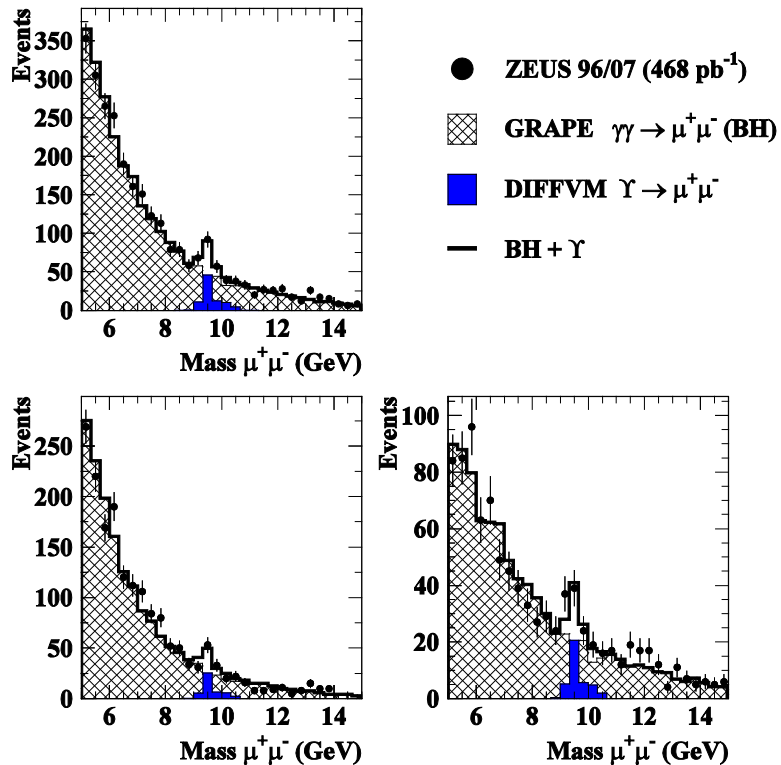 Events
350
300
250
200
150
100
50
0
6 8 10 12 14
Mass μ⁺μ⁻ (GeV)
ZEUS 96/07 (468 pb⁻¹)
GRAPE γγ → μ⁺μ⁻ (BH)
DIFFVM ϒ → μ⁺μ⁻
BH + ϒ
Events
250
200
150
100
50
0
6 8 10 12 14
Mass μ⁺μ⁻ (GeV)
Events
100
80
60
40
20
0
6 8 10 12 14
Mass μ⁺μ⁻ (GeV)